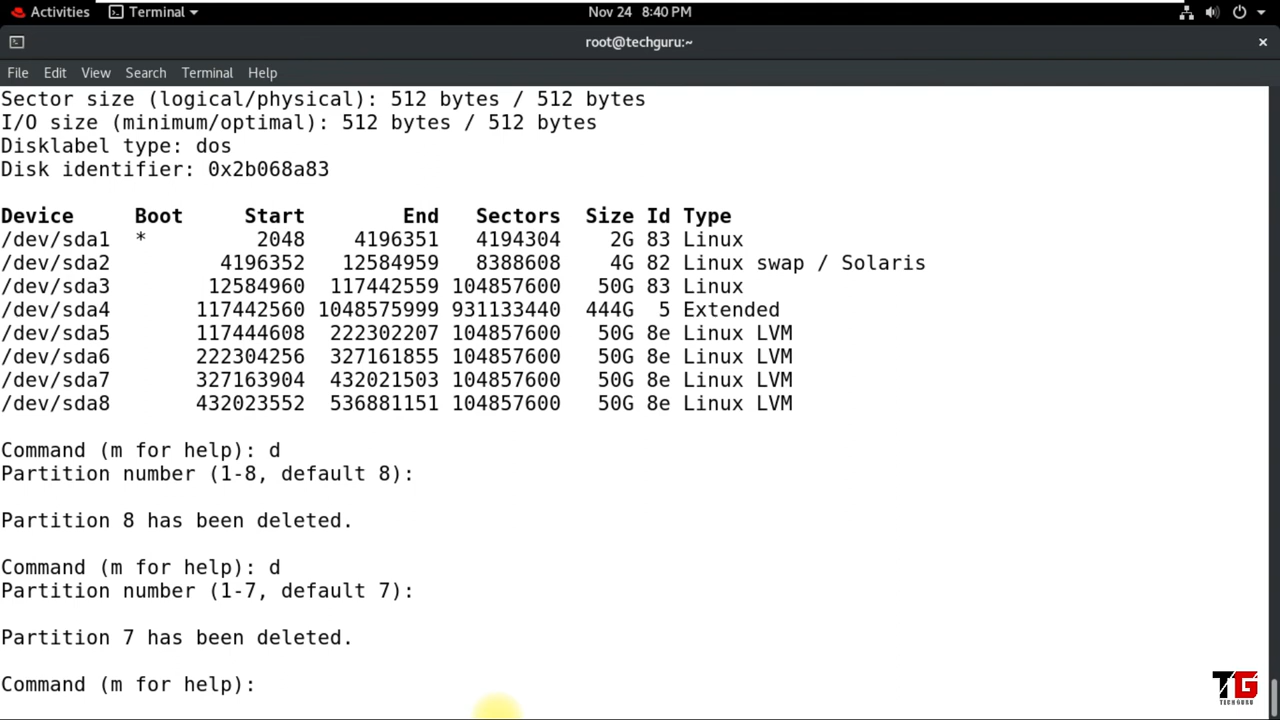 Activities Terminal Nov 24 8:40 PM
root@techguru:~ ×
File Edit View Search Terminal Help
Sector size (logical/physical): 512 bytes / 512 bytes
I/O size (minimum/optimal): 512 bytes / 512 bytes
Disklabel type: dos
Disk identifier: 0x2b068a83
Device Boot Start End Sectors Size Id Type
/dev/sda1 * 2048 4196351 4194304 2G 83 Linux
/dev/sda2 4196352 12584959 8388608 4G 82 Linux swap / Solaris
/dev/sda3 12584960 117442559 104857600 50G 83 Linux
/dev/sda4 117442560 1048575999 931133440 444G 5 Extended
/dev/sda5 117444608 222302207 104857600 50G 8e Linux LVM
/dev/sda6 222304256 327161855 104857600 50G 8e Linux LVM
/dev/sda7 327163904 432021503 104857600 50G 8e Linux LVM
/dev/sda8 432023552 536881151 104857600 50G 8e Linux LVM
Command (m for help): d
Partition number (1-8, default 8):
Partition 8 has been deleted.
Command (m for help): d
Partition number (1-7, default 7):
Partition 7 has been deleted.
Command (m for help):
TG
TECH GURU